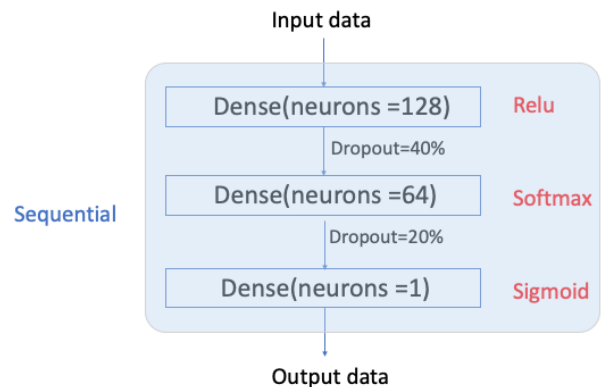 Input data
Dense(neurons =128)
Relu
Dropout=40%
Dense(neurons =64)
Softmax
Sequential
Dropout=20%
Dense(neurons =1)
Sigmoid
Output data